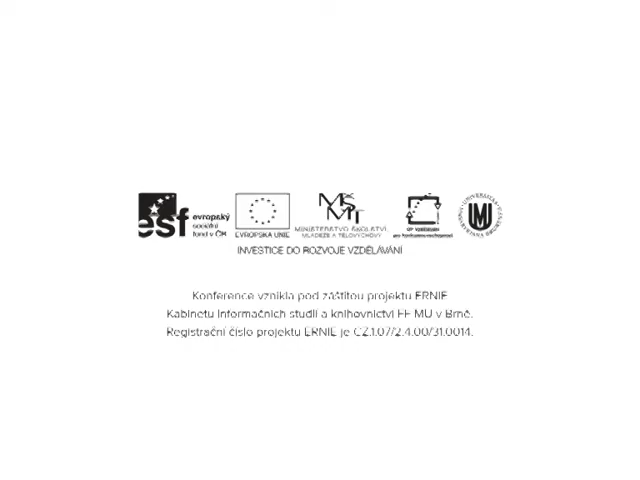 esf evropský
sociální
fond v ČR
EVROPSKÁ UNIE
MINISTERSTVO ŠKOLSTVÍ,
MLÁDEŽE A TĚLOVÝCHOVY
OP Vzdělávání
pro konkurenceschopnost
INVESTICE DO ROZVOJE VZDĚLÁVÁNÍ
Konference vznikla pod záštitou projektu ERNIE
Kabinetu informačních studií a knihovnictví FF MU v Brně.
Registrační číslo projektu ERNIE je CZ.1.07/2.4.00/31.0014.